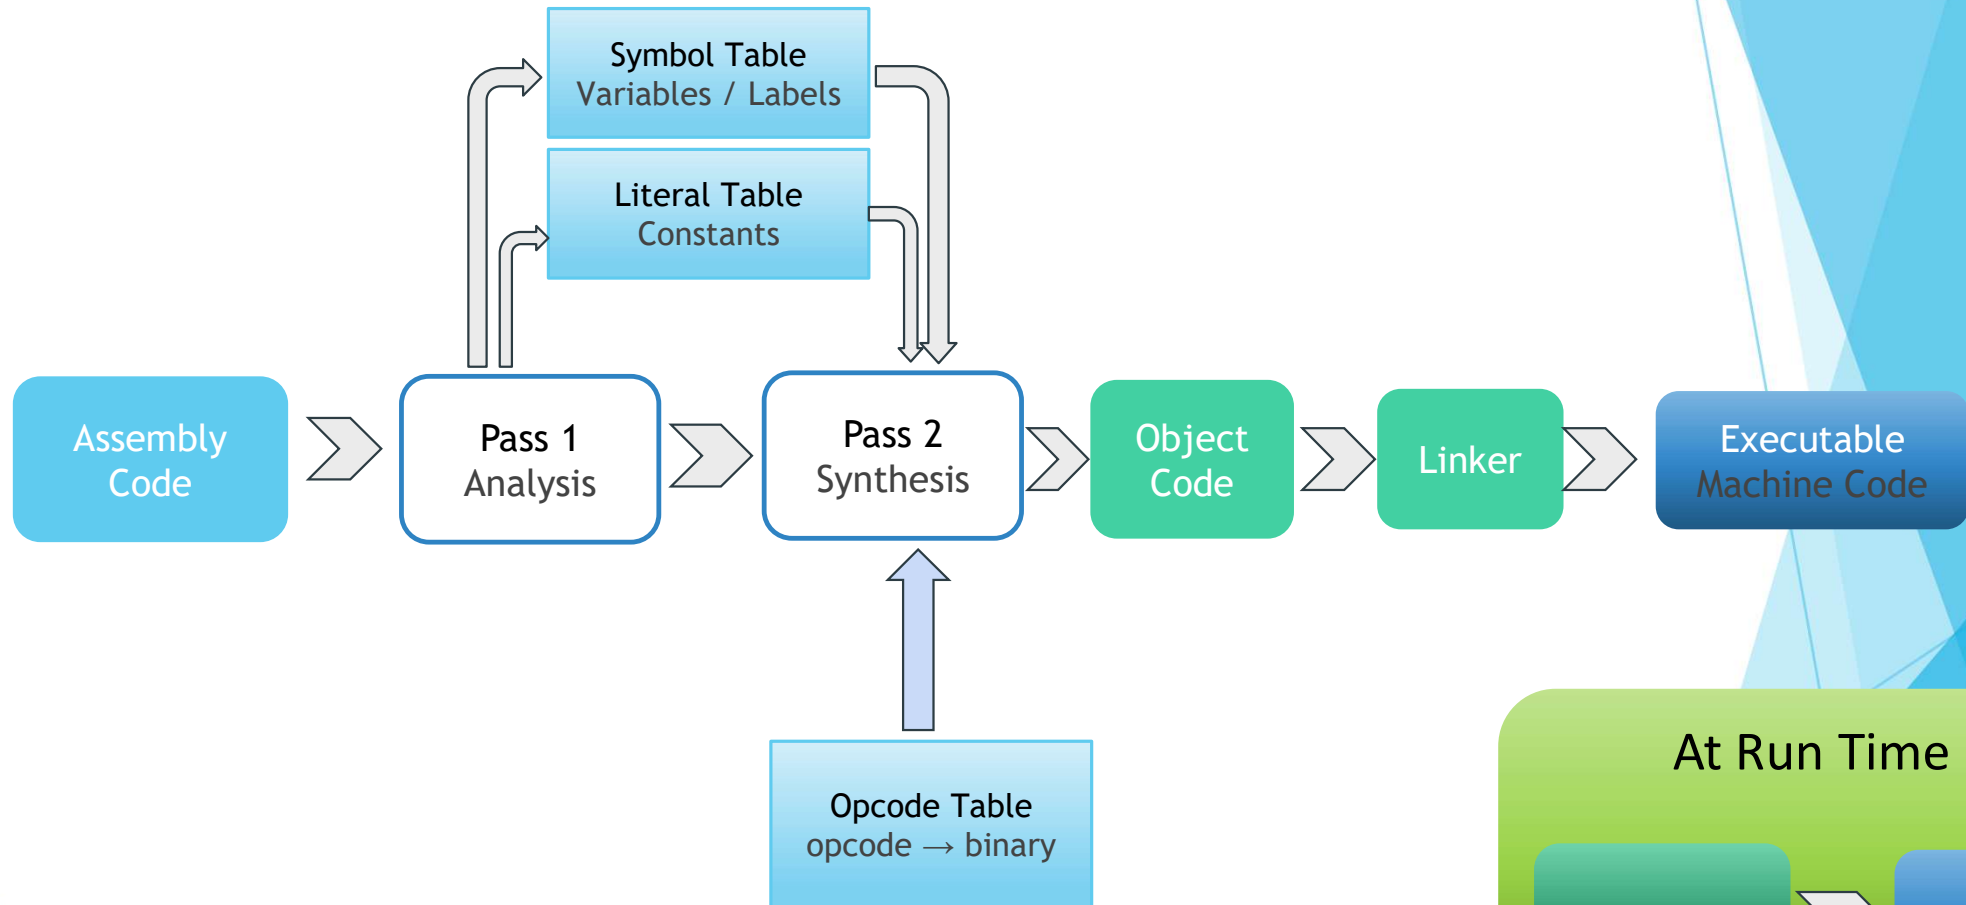 Symbol Table
Variables / Labels
Literal Table
Constants
Assembly
Code
Pass 1
Analysis
Pass 2
Synthesis
Object
Code
Linker
Executable
Machine Code
Opcode Table
opcode → binary
At Run Time